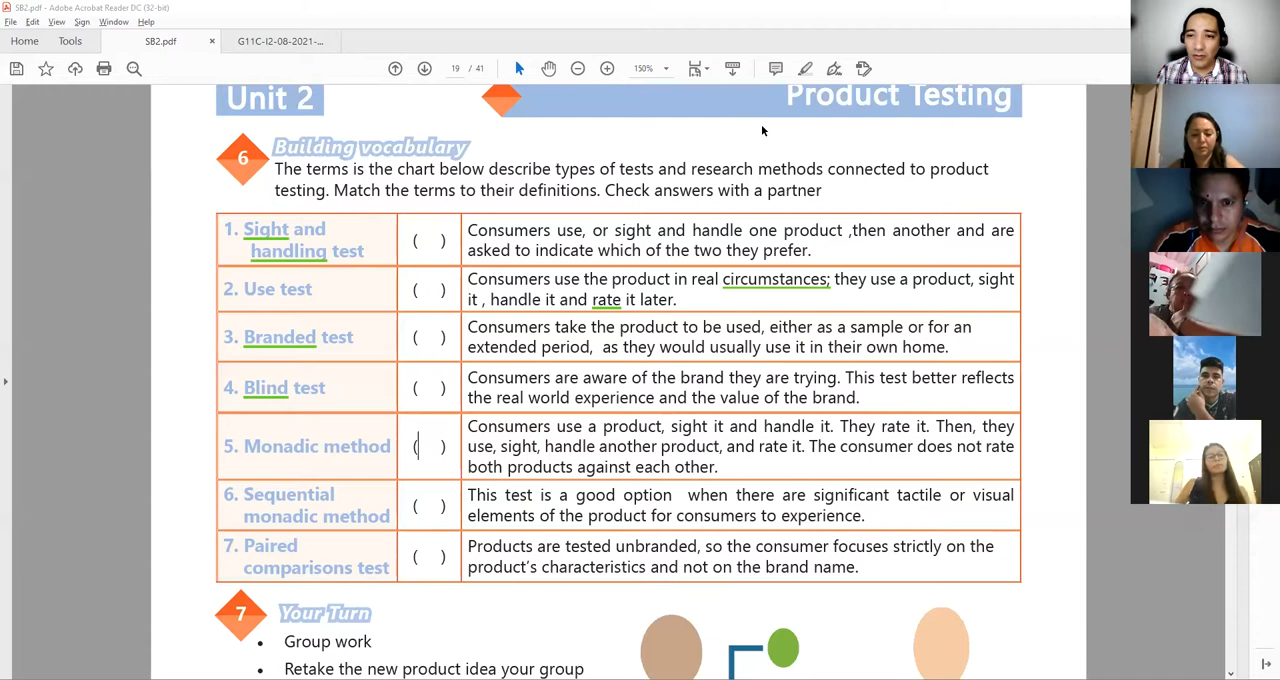 SB2.pdf - Adobe Acrobat Reader DC (32-bit)
File Edit View Sign Window Help
Home Tools SB2.pdf × G11C-I2-08-2021-...
19 / 41 150%
Unit 2 Product Testing
6 Building vocabulary
The terms is the chart below describe types of tests and research methods connected to product
testing. Match the terms to their definitions. Check answers with a partner
1. Sight and
handling test
( )
Consumers use, or sight and handle one product ,then another and are
asked to indicate which of the two they prefer.
2. Use test
( )
Consumers use the product in real circumstances; they use a product, sight
it , handle it and rate it later.
3. Branded test
( )
Consumers take the product to be used, either as a sample or for an
extended period, as they would usually use it in their own home.
4. Blind test
( )
Consumers are aware of the brand they are trying. This test better reflects
the real world experience and the value of the brand.
5. Monadic method
( )
Consumers use a product, sight it and handle it. They rate it. Then, they
use, sight, handle another product, and rate it. The consumer does not rate
both products against each other.
6. Sequential
monadic method
( )
This test is a good option when there are significant tactile or visual
elements of the product for consumers to experience.
7. Paired
comparisons test
( )
Products are tested unbranded, so the consumer focuses strictly on the
product's characteristics and not on the brand name.
7 Your Turn
• Group work
• Retake the new product idea your group